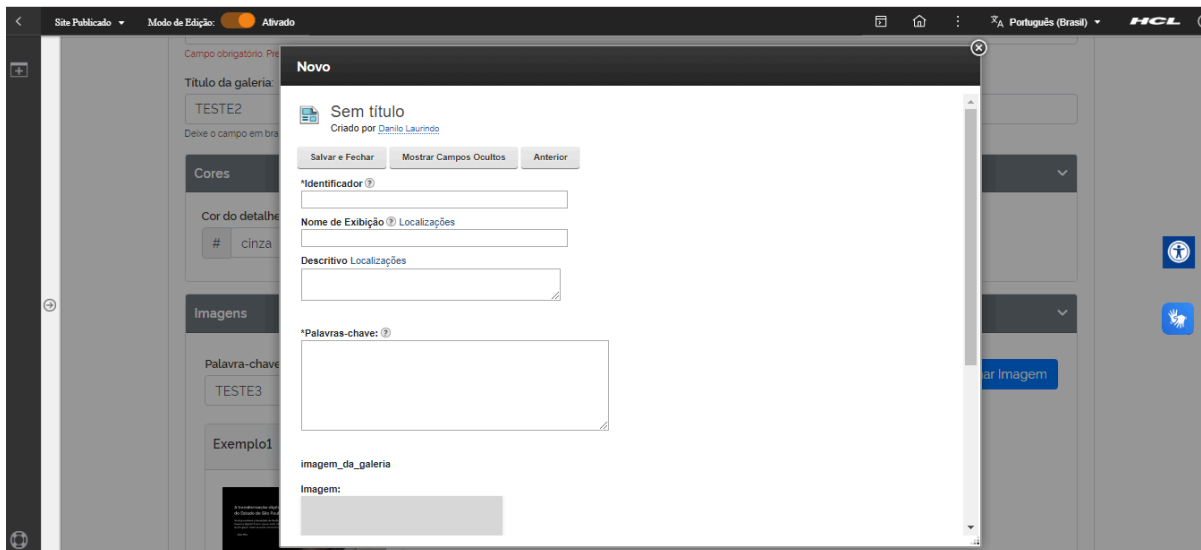 Site Publicado
Modo de Edição: Ativado
Português (Brasil)
HCL
Campo obrigatório. Pre
Título da galeria:
TESTE2
Deixe o campo em bra
Cores
Cor do detalhe
# cinza
Imagens
Palavra-chave
TESTE3
ar Imagem
Exemplo1
Novo
Sem título
Criado por Danilo Laurindo
Salvar e Fechar
Mostrar Campos Ocultos
Anterior
*Identificador
Nome de Exibição Localizações
Descritivo Localizações
*Palavras-chave:
imagem_da_galeria
Imagem: